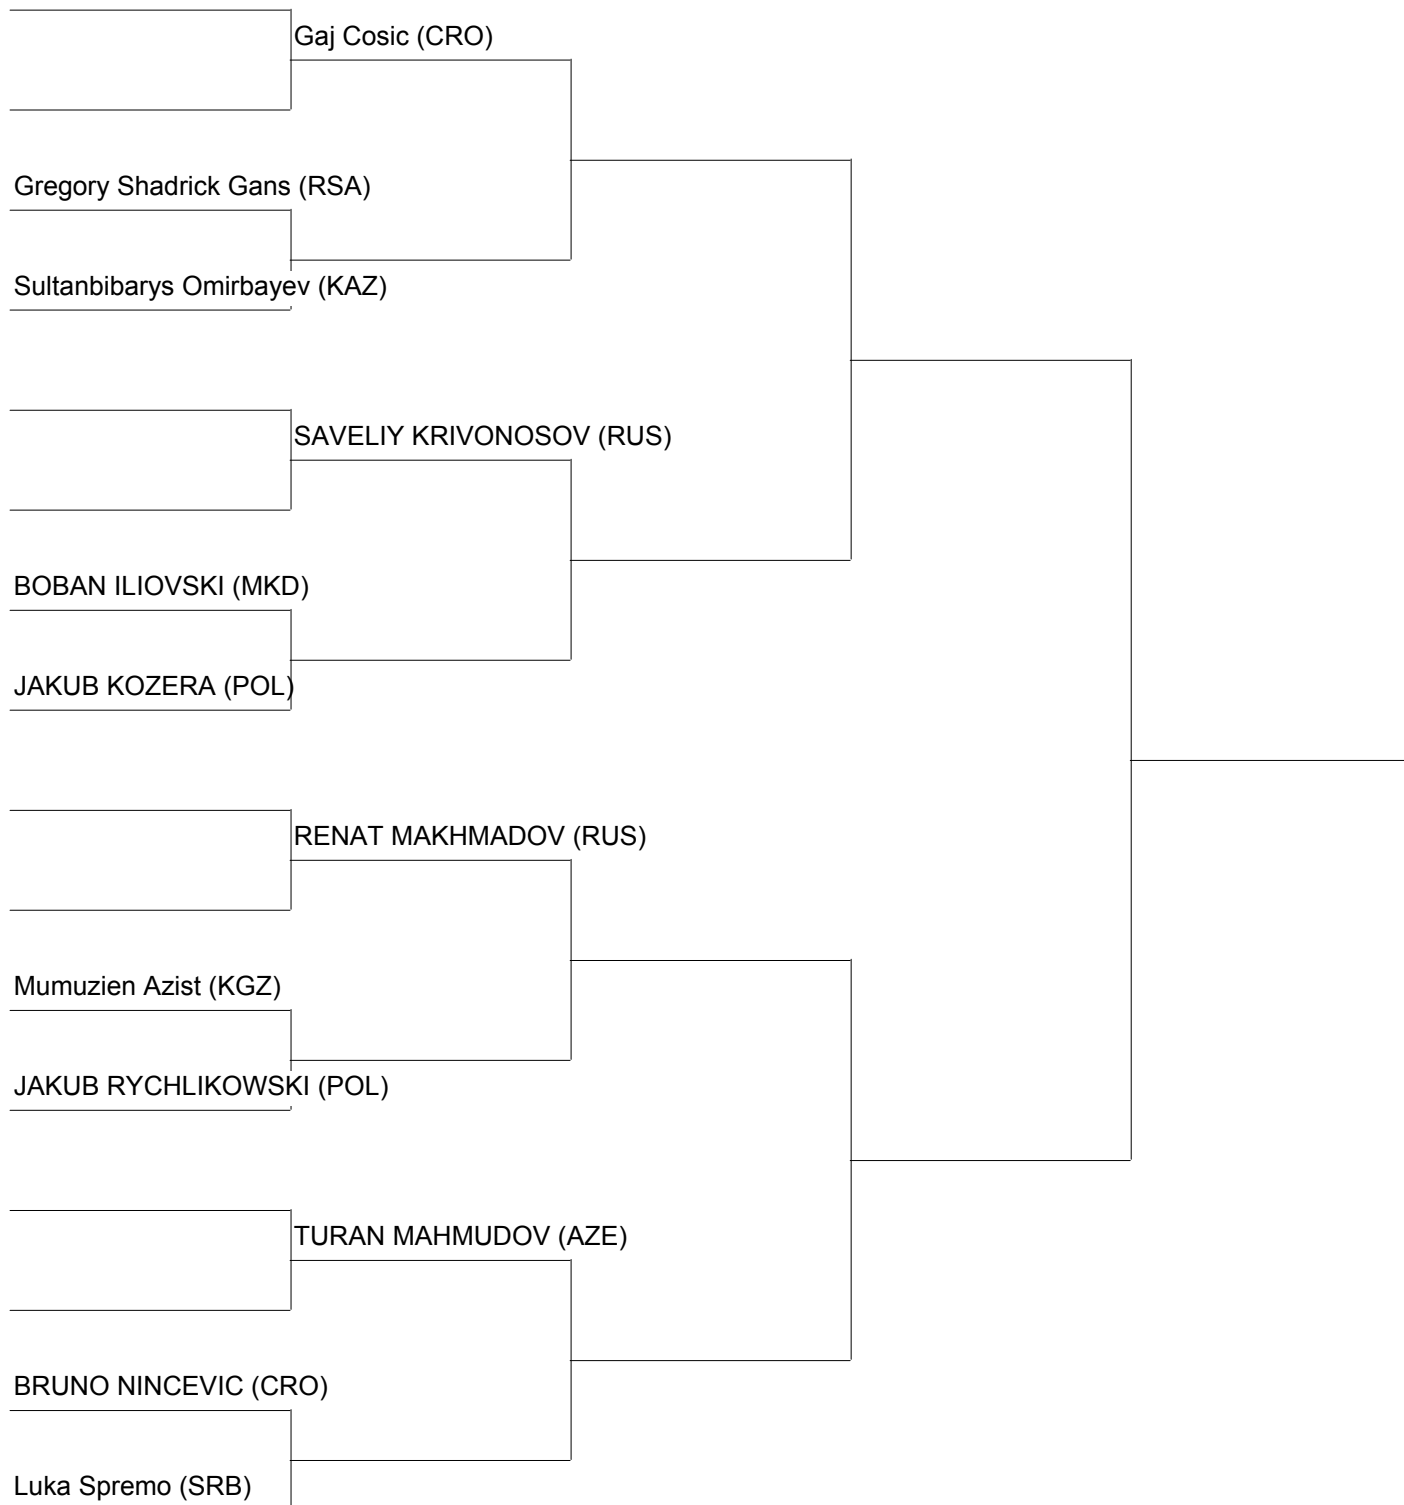 Gaj Cosic (CRO)
Gregory Shadrick Gans (RSA)
Sultanbibarys Omirbayev (KAZ)
SAVELIY KRIVONOSOV (RUS)
BOBAN ILIOVSKI (MKD)
JAKUB KOZERA (POL)
RENAT MAKHMADOV (RUS)
Mumuzien Azist (KGZ)
JAKUB RYCHLIKOWSKI (POL)
TURAN MAHMUDOV (AZE)
BRUNO NINCEVIC (CRO)
Luka Spremo (SRB)